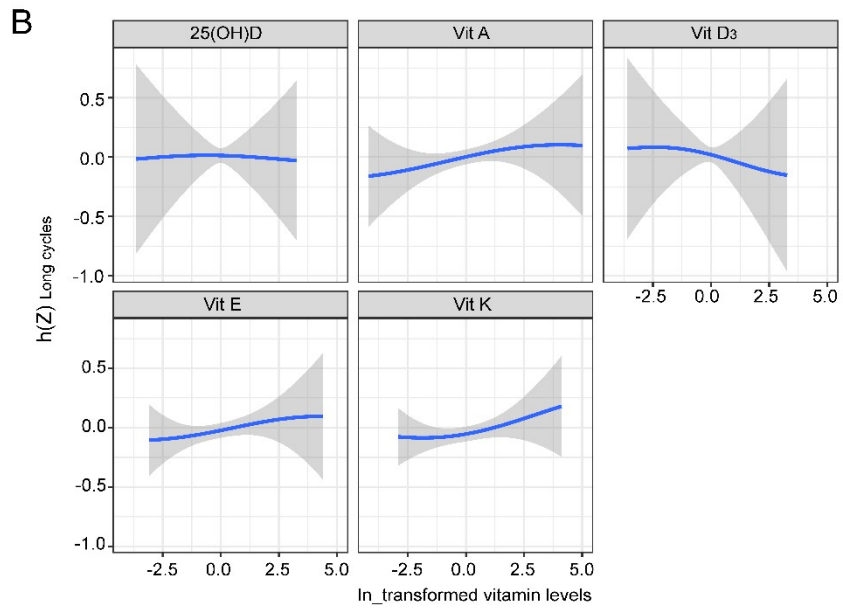 B
25(OH)D
Vit A
Vit D3
0.5
0.0
-0.5
-1.0
-2.5 0.0 2.5 5.0
Vit E
Vit K
0.5
0.0
-0.5
-1.0
-2.5 0.0 2.5 5.0
-2.5 0.0 2.5 5.0
h(Z) Long cycles
ln_transformed vitamin levels